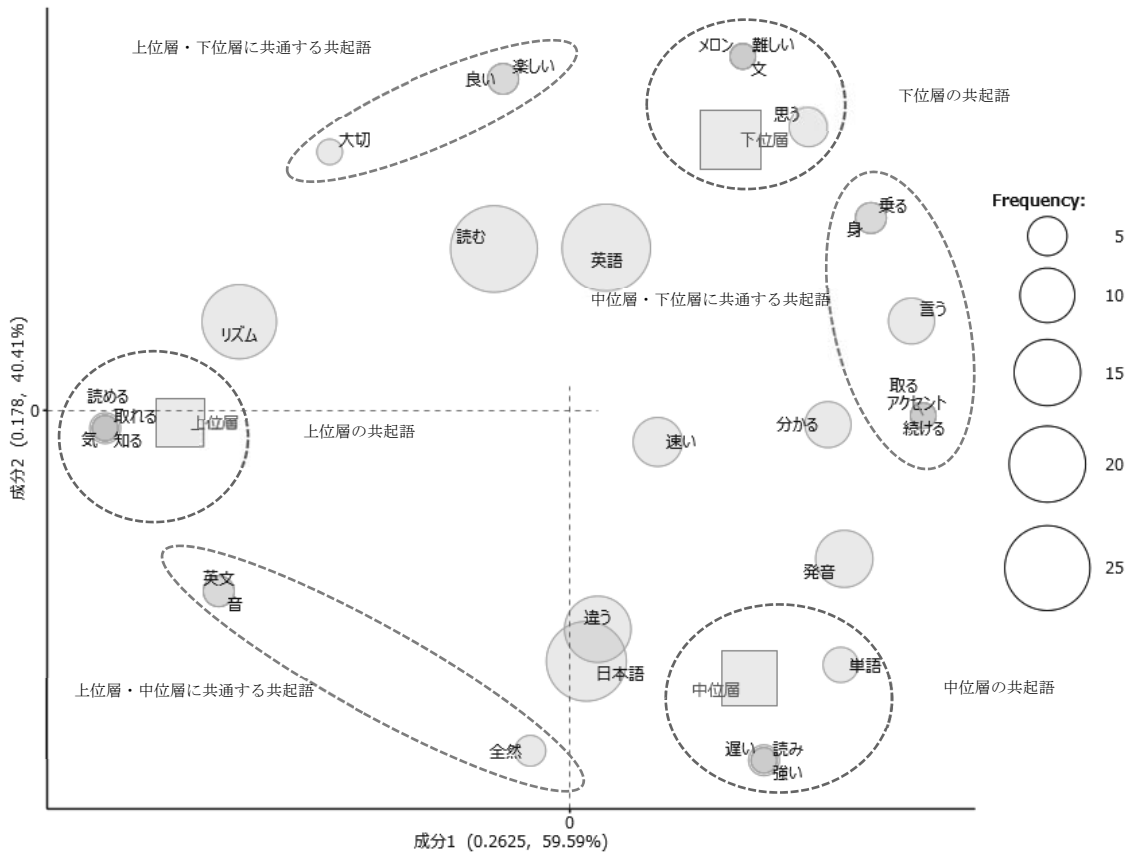 上位層・下位層に共通する共起語
メロン 難しい
文
良い 楽しい
下位層の共起語
思う
大切
下位層
Frequency:
乗る
身
5
読む
英語
10
中位層・下位層に共通する共起語
言う
リズム
15
取る
アクセント
続ける
読める
取れる
気 知る
上位層
上位層の共起語
0
分かる
速い
20
成分2 (0.178, 40.41%)
25
発音
英文
音
違う
日本語
単語
中位層
中位層の共起語
上位層・中位層に共通する共起語
全然
遅い 読み
強い
0
成分1 (0.2625, 59.59%)